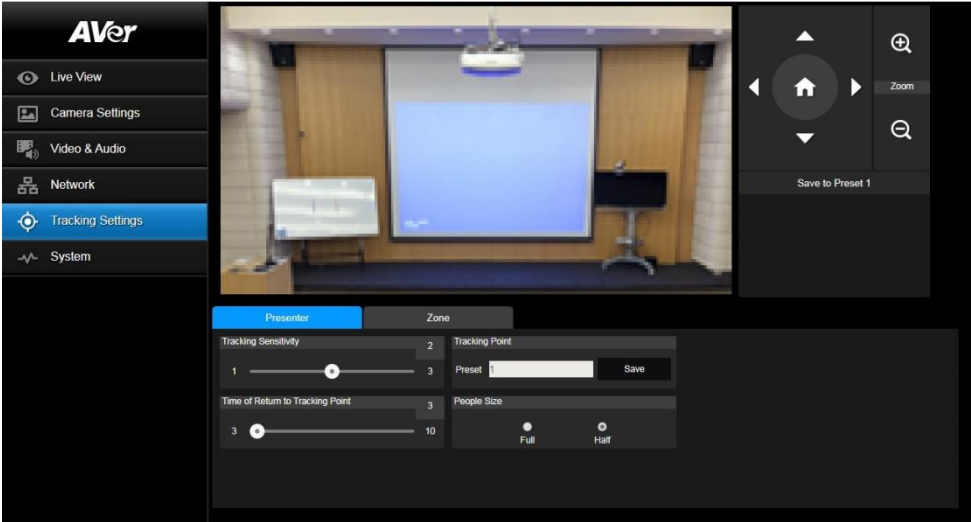 AVer
Live View
Camera Settings
Video & Audio
Network
Tracking Settings
System
Zoom
Save to Preset 1
Presenter
Zone
Tracking Sensitivity
2
1
3
Tracking Point
Preset
1
Save
Time of Return to Tracking Point
3
3
10
People Size
Full
Half